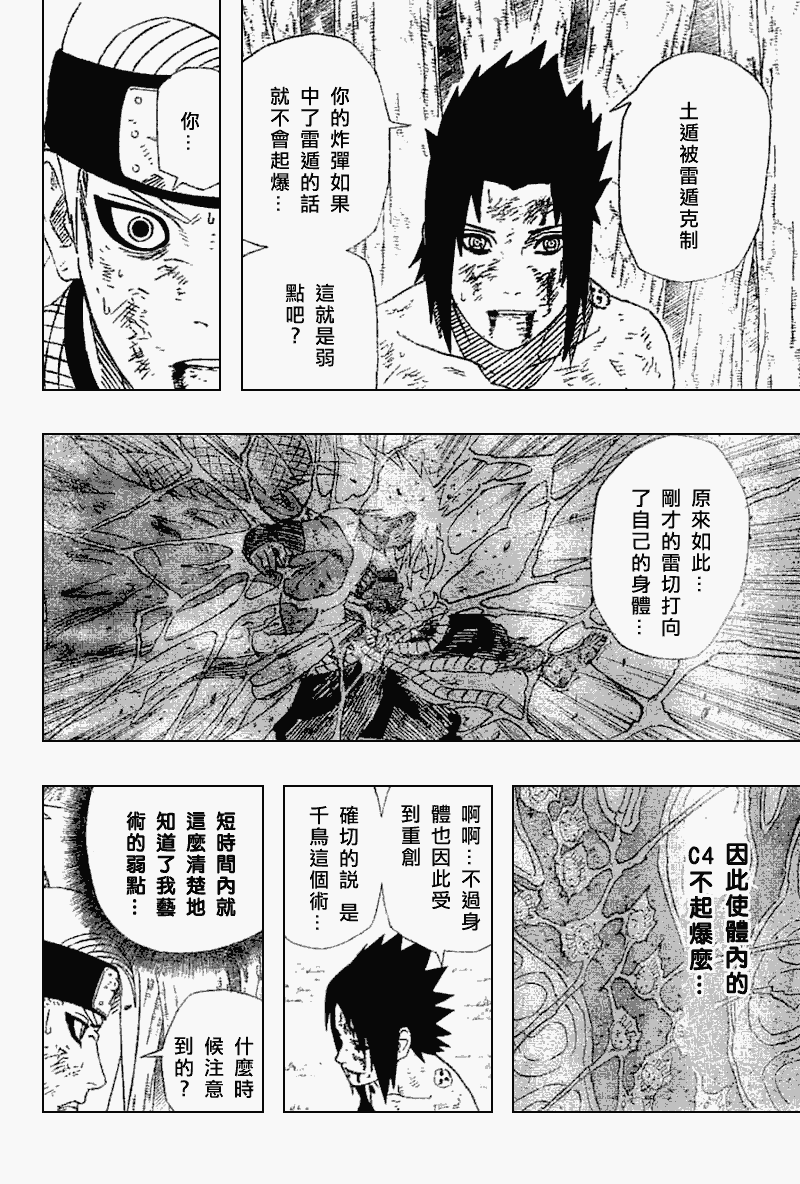 土遁被雷遁克制
你的炸彈如果
中了雷遁的話
就不會起爆…
這就是弱
點吧？
你…
原來如此…
剛才的雷切打向
了自己的身體…
因此使體內的
C4不起爆麼…
啊啊…不過身
體也因此受
到重創
確切的説 是
千鳥這個術…
短時間內就
這麼清楚地
知道了我藝
術的弱點…
什麼時
候注意
到的？